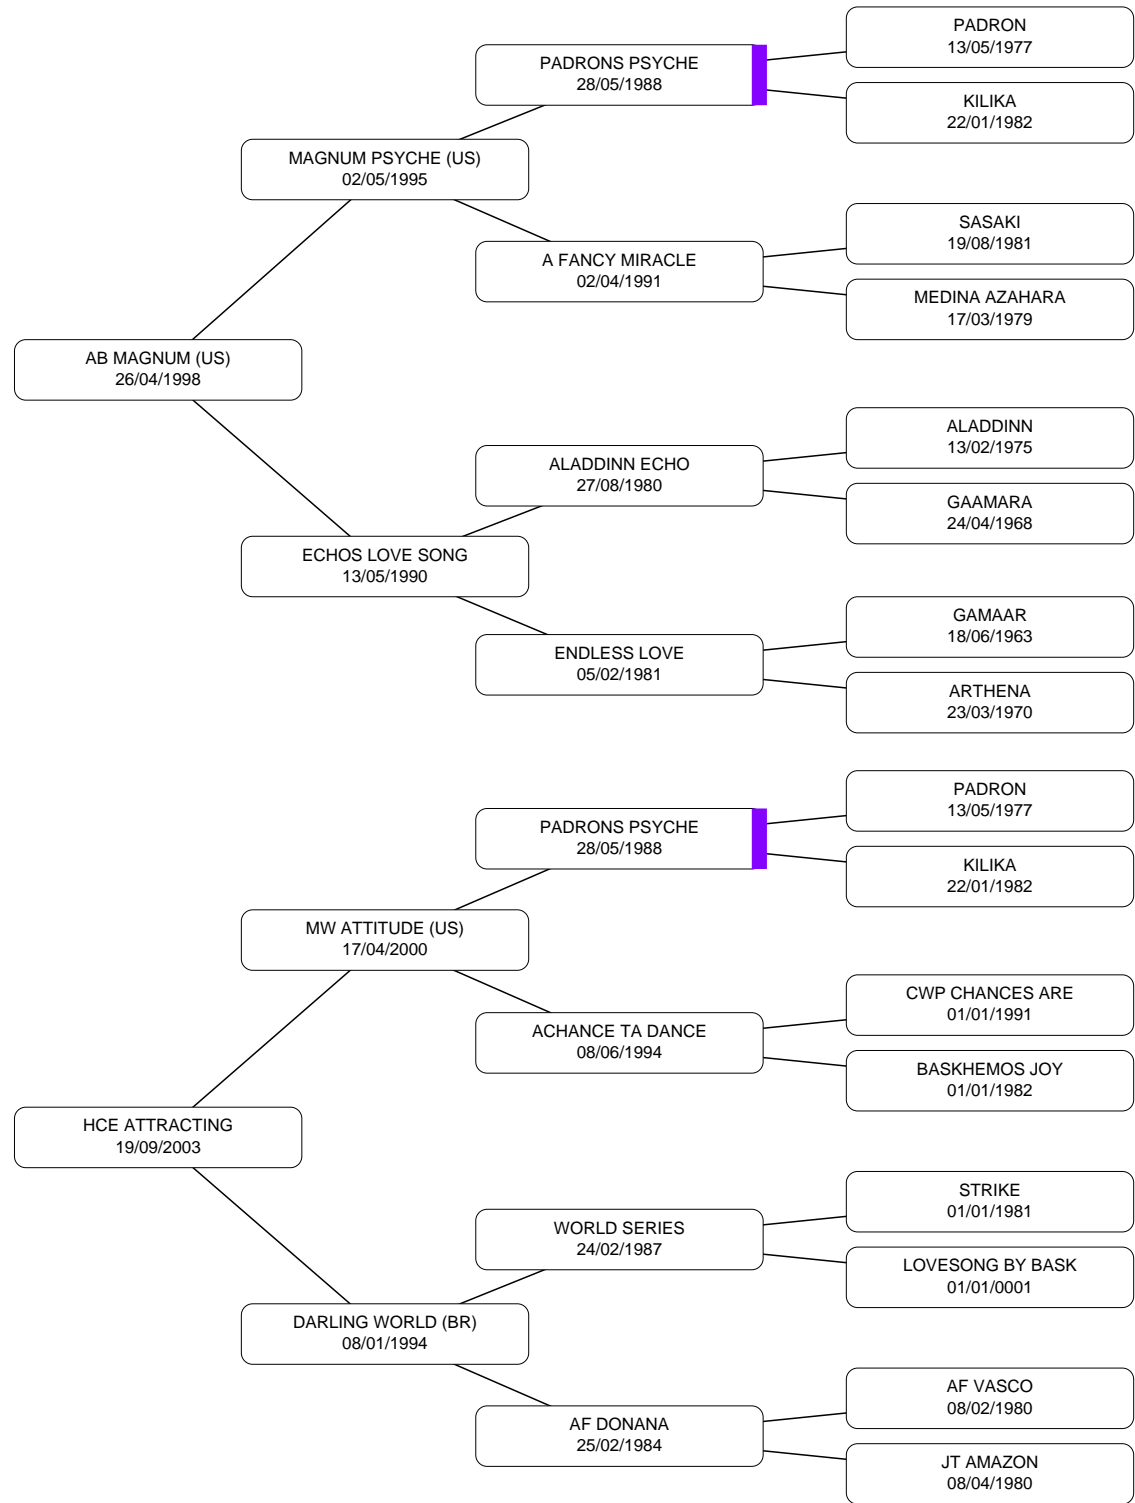 PADRON
13/05/1977
PADRONS PSYCHE
28/05/1988
KILIKA
22/01/1982
MAGNUM PSYCHE (US)
02/05/1995
SASAKI
19/08/1981
A FANCY MIRACLE
02/04/1991
MEDINA AZAHARA
17/03/1979
AB MAGNUM (US)
26/04/1998
ALADDINN
13/02/1975
ALADDINN ECHO
27/08/1980
GAAMARA
24/04/1968
ECHOS LOVE SONG
13/05/1990
GAMAAR
18/06/1963
ENDLESS LOVE
05/02/1981
ARTHENA
23/03/1970
PADRON
13/05/1977
PADRONS PSYCHE
28/05/1988
KILIKA
22/01/1982
MW ATTITUDE (US)
17/04/2000
CWP CHANCES ARE
01/01/1991
ACHANCE TA DANCE
08/06/1994
BASKHEMOS JOY
01/01/1982
HCE ATTRACTING
19/09/2003
STRIKE
01/01/1981
WORLD SERIES
24/02/1987
LOVESONG BY BASK
01/01/0001
DARLING WORLD (BR)
08/01/1994
AF VASCO
08/02/1980
AF DONANA
25/02/1984
JT AMAZON
08/04/1980